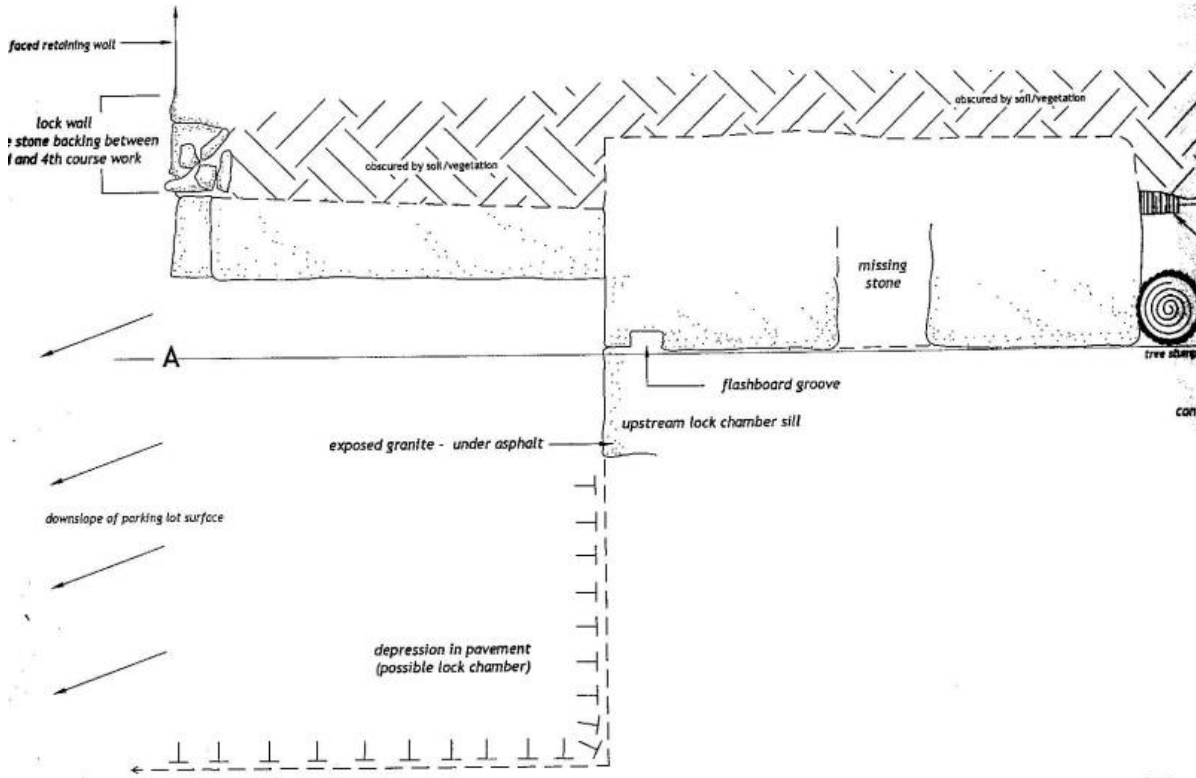 faced retaining wall
obscured by soil/vegetation
lock wall
e stone backing between
and 4th course work
obscured by soil/vegetation
missing
stone
A
tree
flashboard groove
upstream lock chamber sill
exposed granite - under asphalt
downslope of parking lot surface
depression in pavement
(possible lock chamber)